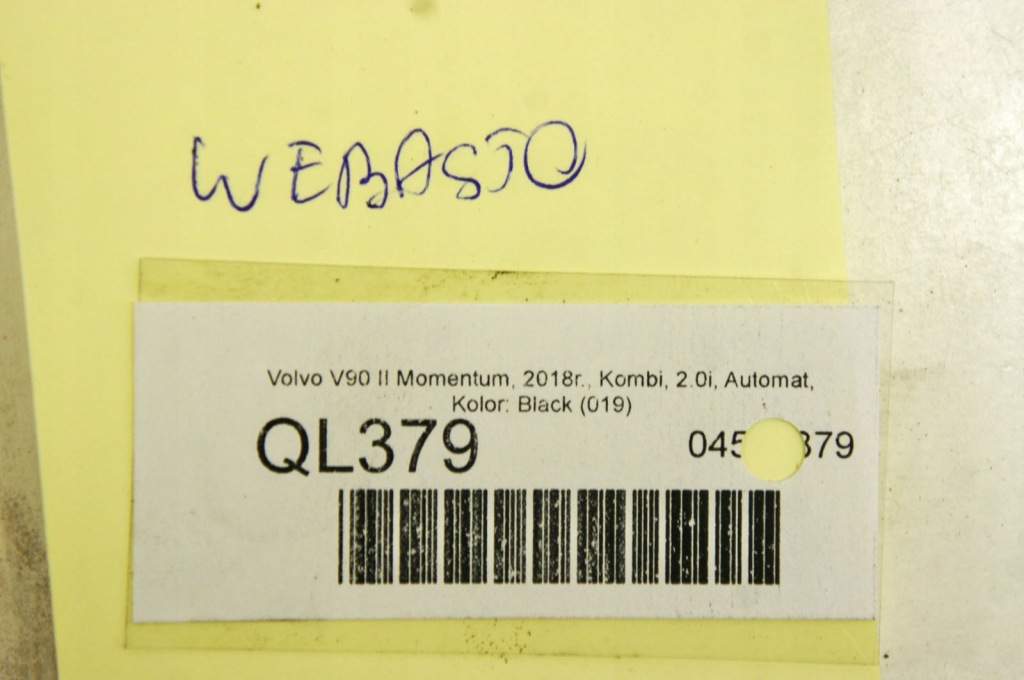 WEBASTO
Volvo V90 II Momentum, 2018r., Kombi, 2.0i, Automat,
Kolor: Black (019)
QL379